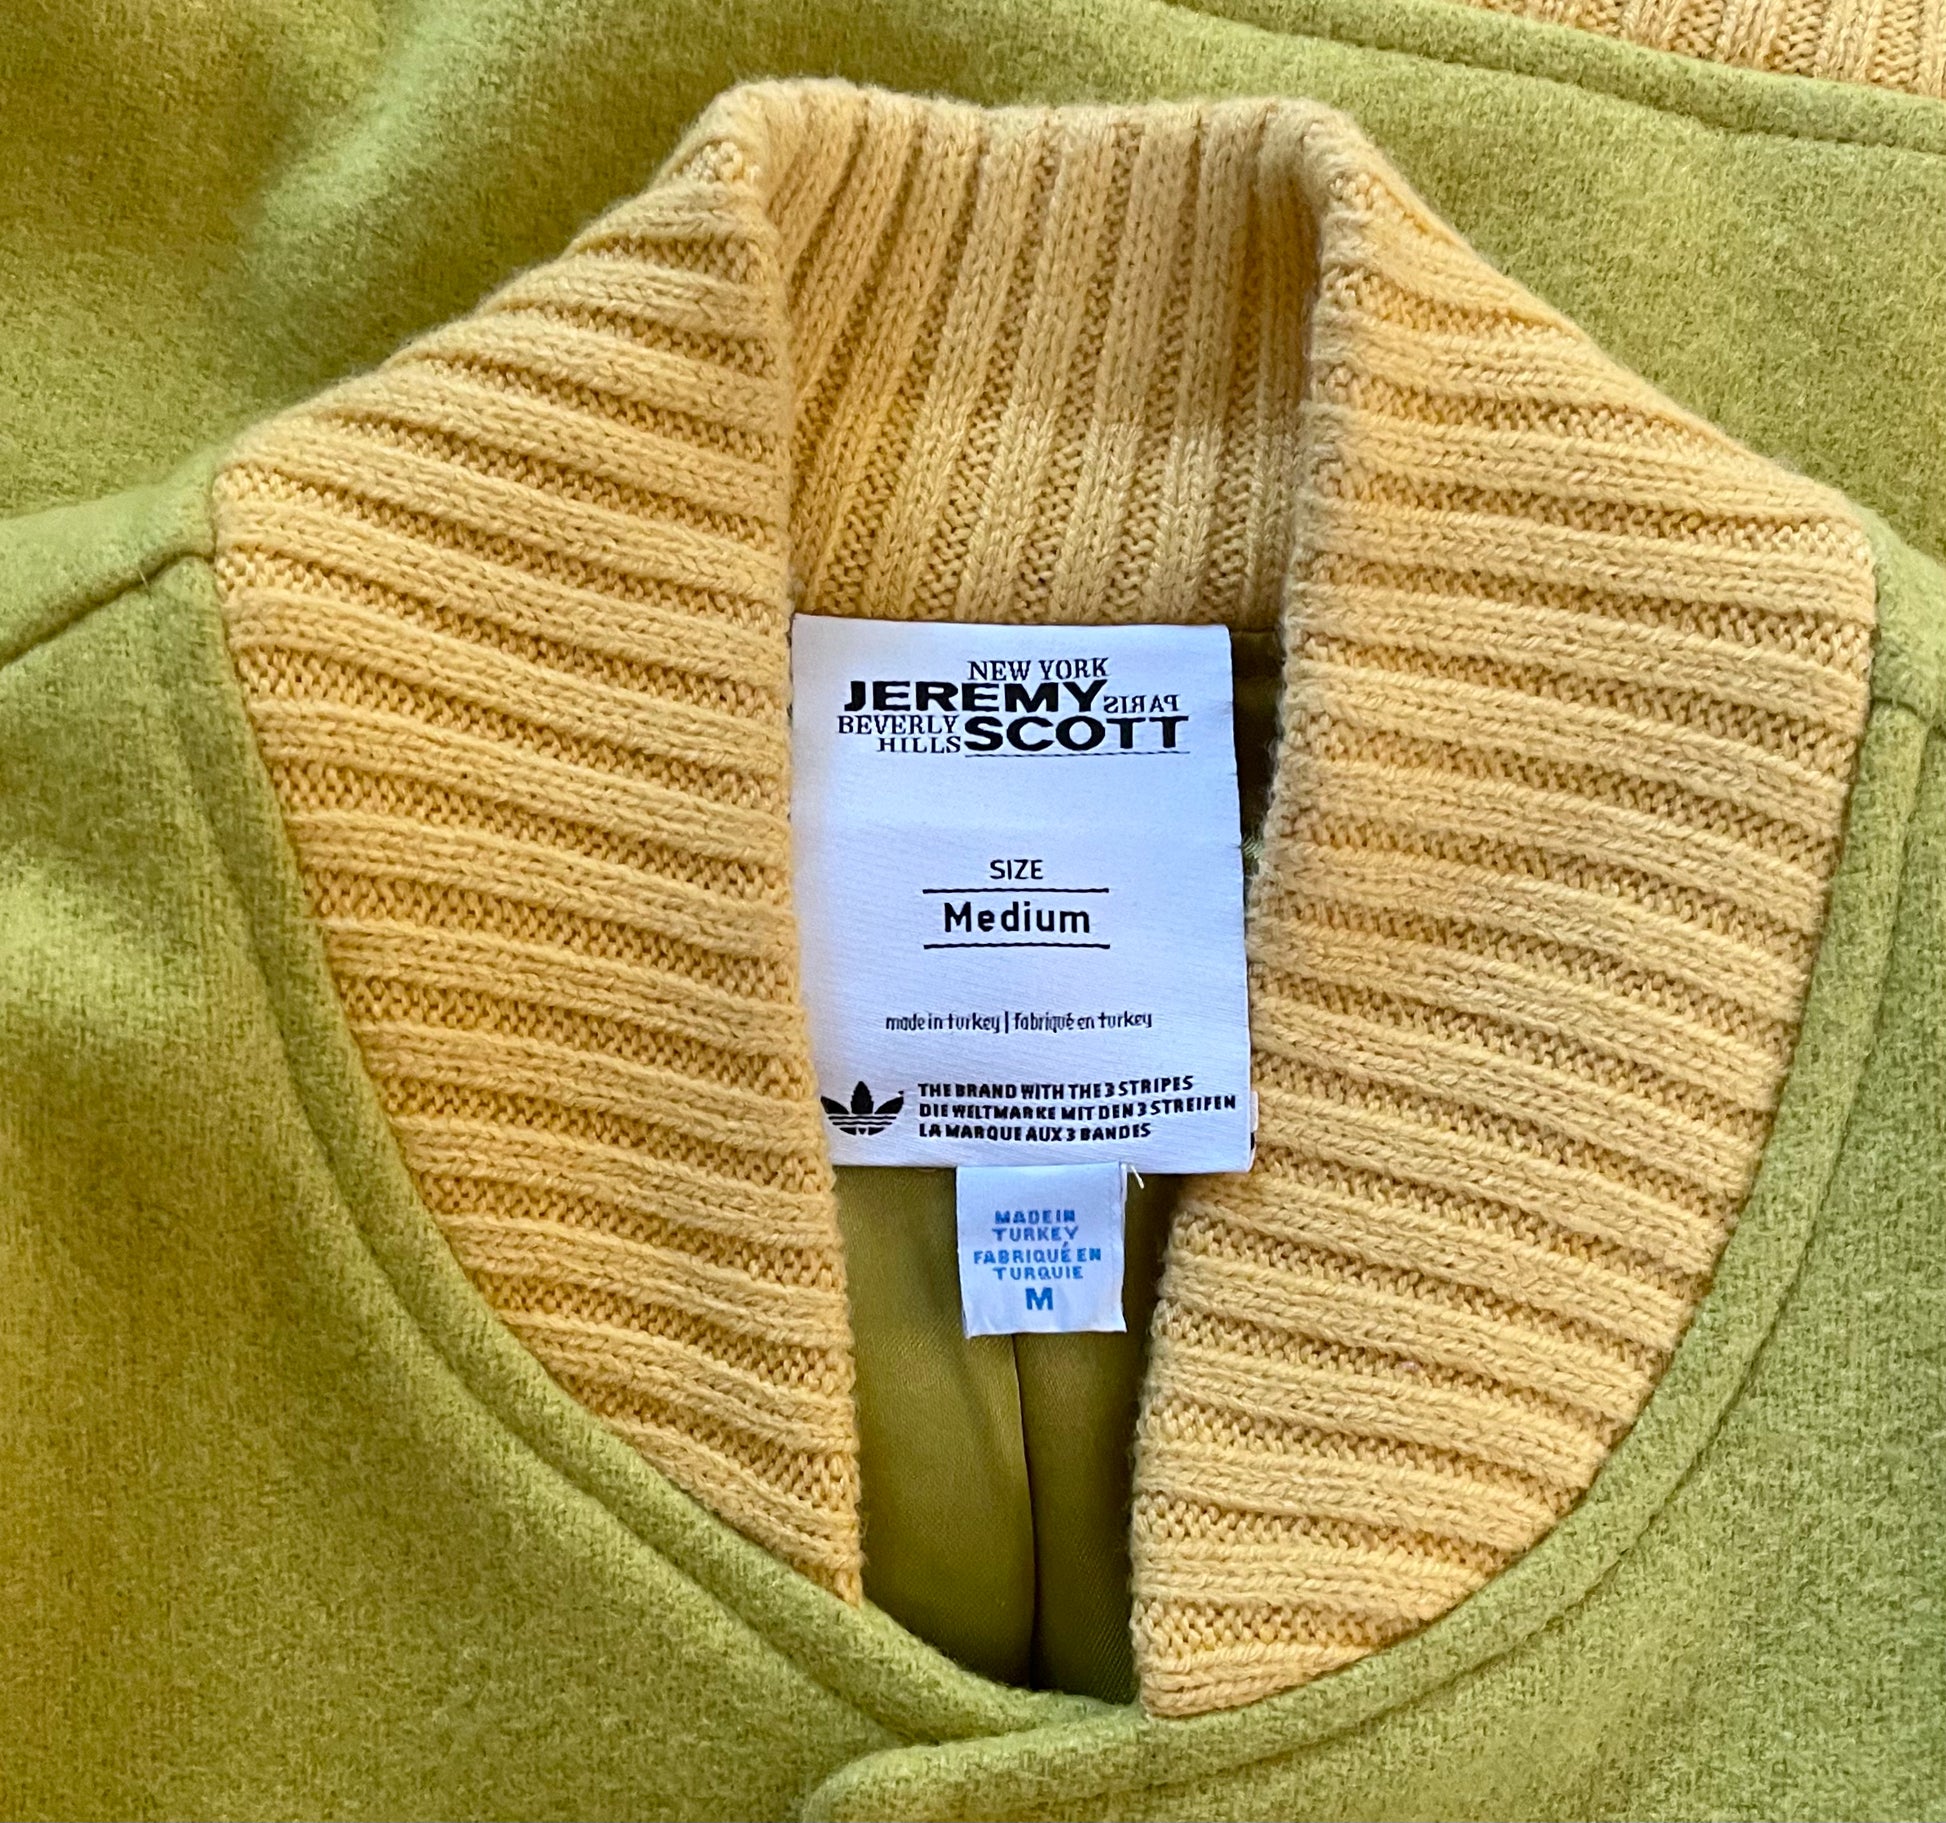 NEW YORK
JEREMY PARIS
BEVERLY
HILLS SCOTT
SIZE
Medium
made in turkey | fabriqué en turkey
THE BRAND WITH THE 3 STRIPES
DIE WELTMARKE MIT DEN 3 STREIFEN
LA MARQUE AUX 3 BANDES
MADE IN
TURKEY
FABRIQUÉ EN
TURQUIE
M